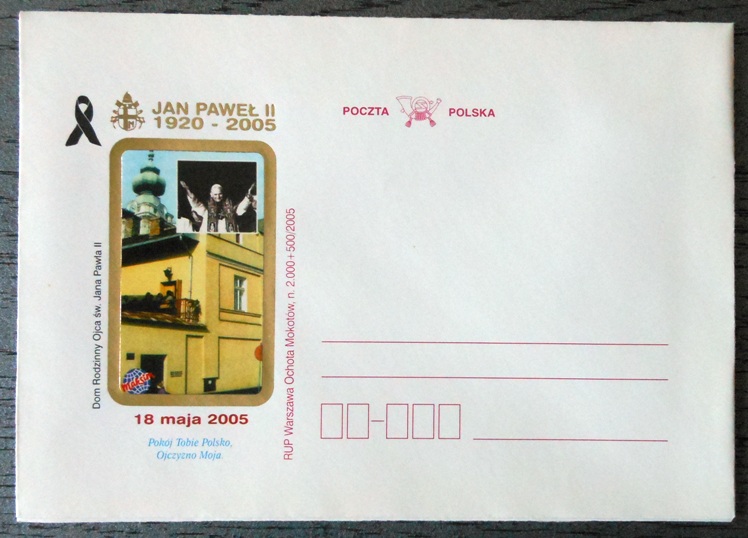 JAN PAWEŁ II
1920 - 2005
POCZTA POLSKA
Dom Rodzinny Ojca św. Jana Pawła II
RUP Warszawa Ochota Mokotów, n. 2.000+500/2005
18 maja 2005
Pokój Tobie Polsko,
Ojczyzno Moja.